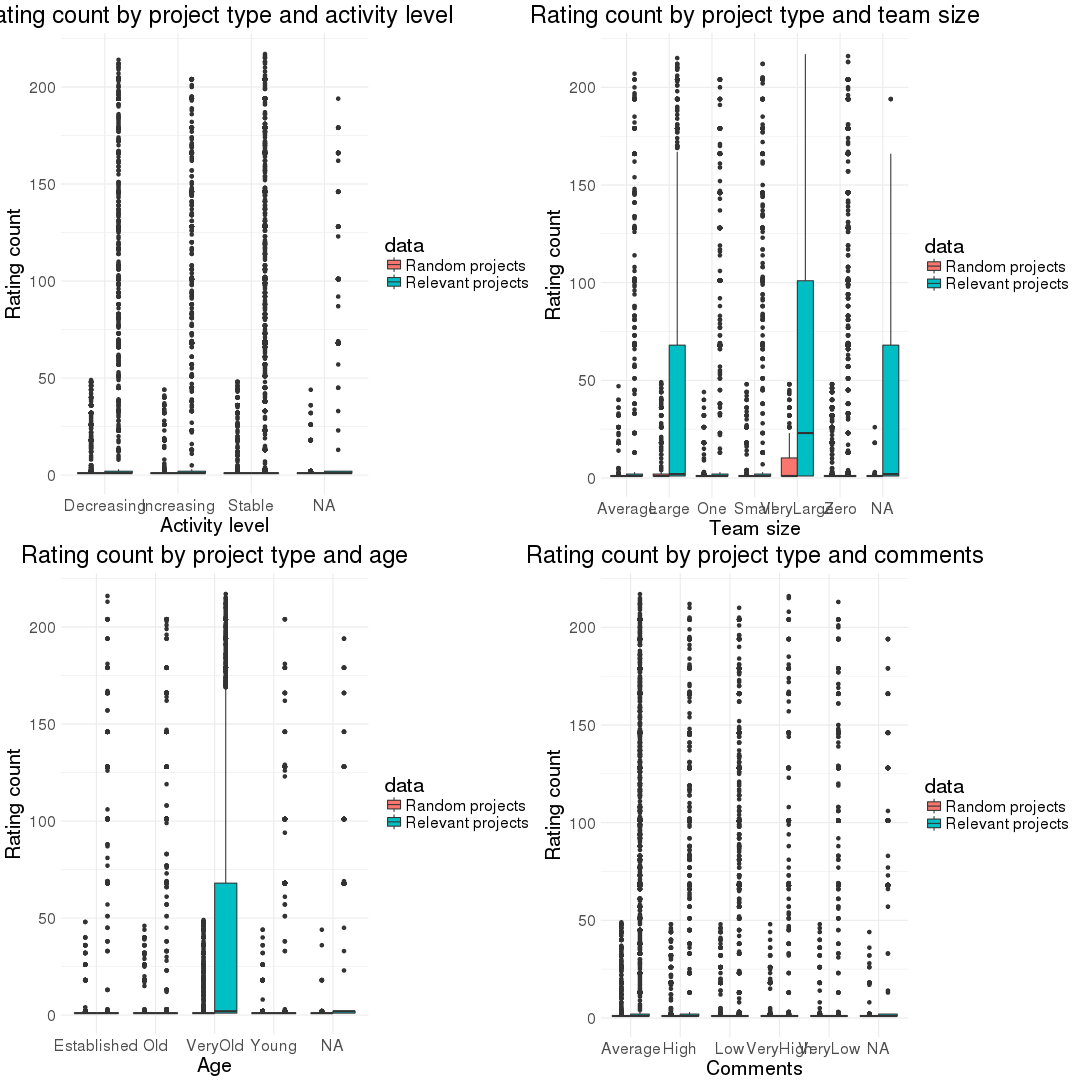 ating count by project type and activity level
Rating count
200
150
100
50
0
Decreasing Increasing Stable NA
Activity level
data
Random projects
Relevant projects
Rating count by project type and team size
Rating count
200
150
100
50
0
Average Large One Small VeryLarge Zero NA
Team size
data
Random projects
Relevant projects
Rating count by project type and age
Rating count
200
150
100
50
0
Established Old VeryOld Young NA
Age
data
Random projects
Relevant projects
Rating count by project type and comments
Rating count
200
150
100
50
0
Average High Low VeryHigh VeryLow NA
Comments
data
Random projects
Relevant projects